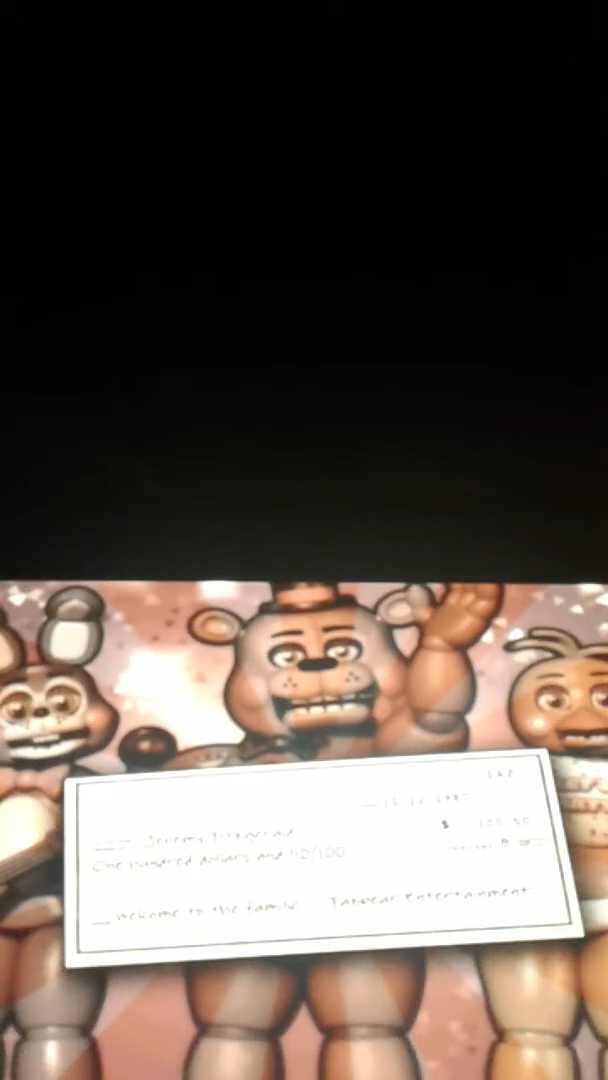 142
11-12-1987
Jeremy Fitzgerald
$ 100.50
One hundred dollars and 50/100
Welcome to the family. Fazbear Entertainment